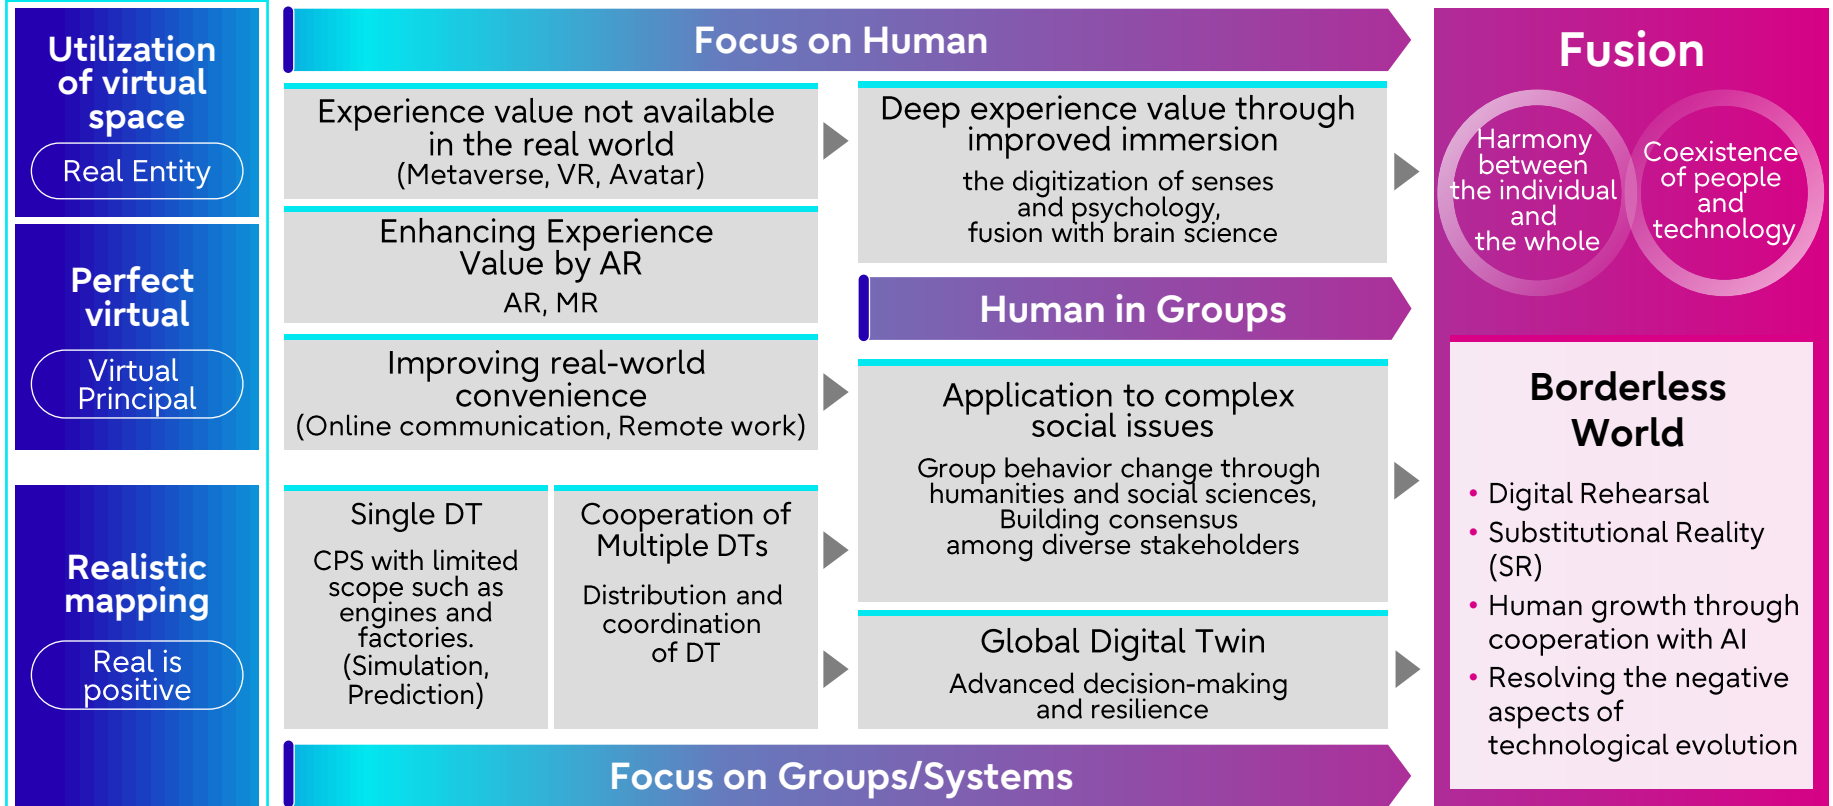 Utilization
of virtual
space
Real Entity
Perfect
virtual
Virtual
Principal
Realistic
mapping
Real is
positive
Focus on Human
Experience value not available
in the real world
(Metaverse, VR, Avatar)
Enhancing Experience
Value by AR
AR, MR
Improving real-world
convenience
(Online communication, Remote work)
Single DT
CPS with limited
scope such as
engines and
factories.
(Simulation,
Prediction)
Cooperation of
Multiple DTs
Distribution and
coordination
of DT
Deep experience value through
improved immersion
the digitization of senses
and psychology,
fusion with brain science
Human in Groups
Application to complex
social issues
Group behavior change through
humanities and social sciences,
Building consensus
among diverse stakeholders
Global Digital Twin
Advanced decision-making
and resilience
Focus on Groups/Systems
Fusion
Harmony
between
the individual
and
the whole
Coexistence
of people
and
technology
Borderless
World
• Digital Rehearsal
• Substitutional Reality
(SR)
• Human growth through
cooperation with AI
• Resolving the negative
aspects of
technological evolution